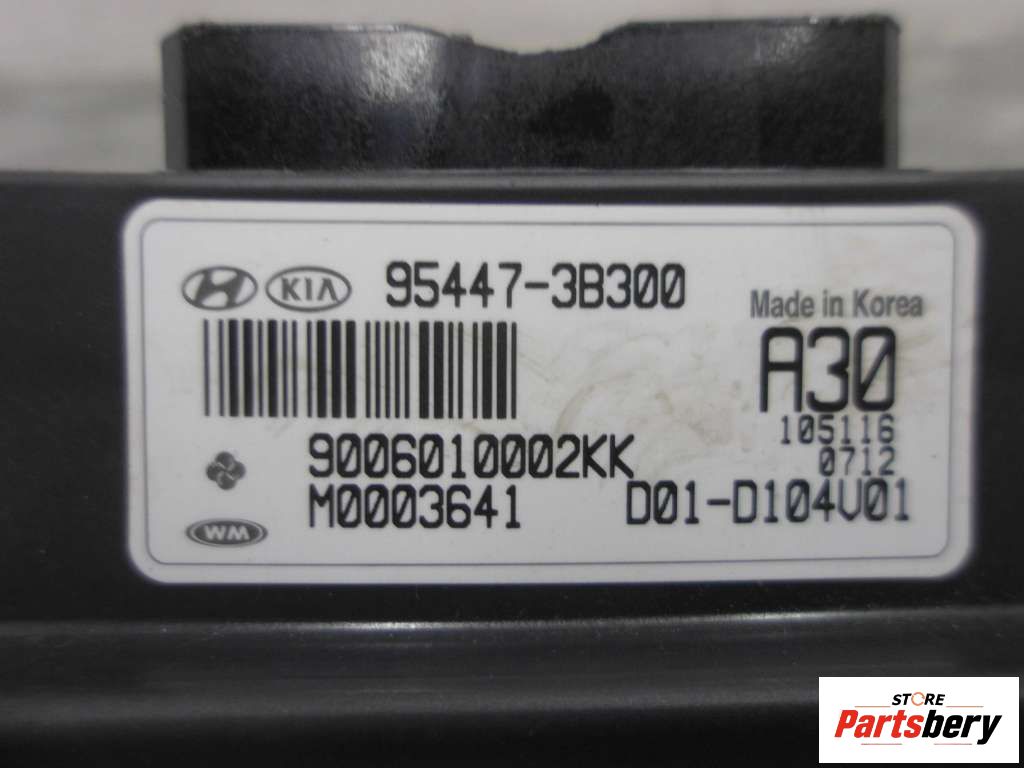 KIA 95447-3B300
Made in Korea
A30
105116
0712
9006010002KK
M0003641 D01-D104V01
WM
STORE
Partsbery